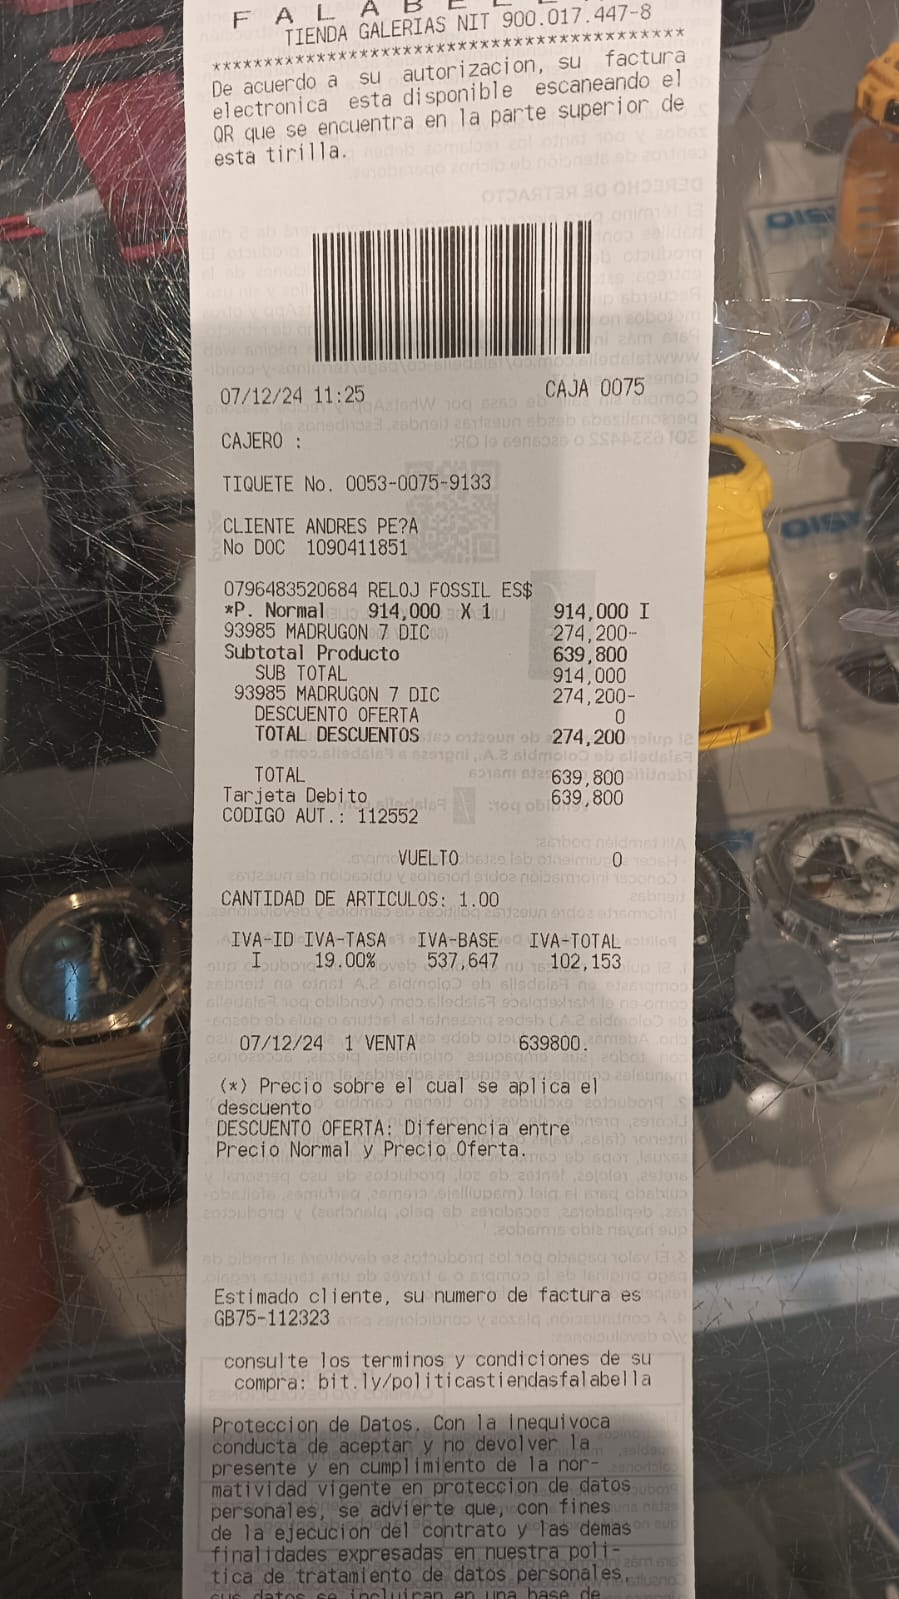 F A L A B E L L
TIENDA GALERIAS NIT 900.017.447-8
******************************************
De acuerdo a su autorizacion, su factura
electronica esta disponible escaneando el
QR que se encuentra en la parte superior de
esta tirilla.
07/12/24 11:25 CAJA 0075
CAJERO :
TIQUETE No. 0053-0075-9133
CLIENTE ANDRES PE?A
No DOC 1090411851
0796483520684 RELOJ FOSSIL ES$
*P. Normal 914,000 X 1 914,000 I
93985 MADRUGON 7 DIC 274,200-
Subtotal Producto 639,800
SUB TOTAL 914,000
93985 MADRUGON 7 DIC 274,200-
DESCUENTO OFERTA 0
TOTAL DESCUENTOS -274,200
TOTAL 639,800
Tarjeta Debito 639,800
CODIGO AUT.: 112552
VUELTO 0
CANTIDAD DE ARTICULOS: 1.00
IVA-ID IVA-TASA IVA-BASE IVA-TOTAL
I 19.00% 537,647 102,153
07/12/24 1 VENTA 639800.
(*) Precio sobre el cual se aplica el
descuento
DESCUENTO OFERTA: Diferencia entre
Precio Normal y Precio Oferta.
Estimado cliente, su numero de factura es
GB75-112323
consulte los terminos y condiciones de su
compra: bit.ly/politicastiendasfalabella
Proteccion de Datos. Con la inequivoca
conducta de aceptar y no devolver la
presente y en cumplimiento de la nor-
matividad vigente en proteccion de datos
personales, se advierte que, con fines
de la ejecucion del contrato y las demas
finalidades expresadas en nuestra poli-
tica de tratamiento de datos personales,
sus datos se incluiran en una base de